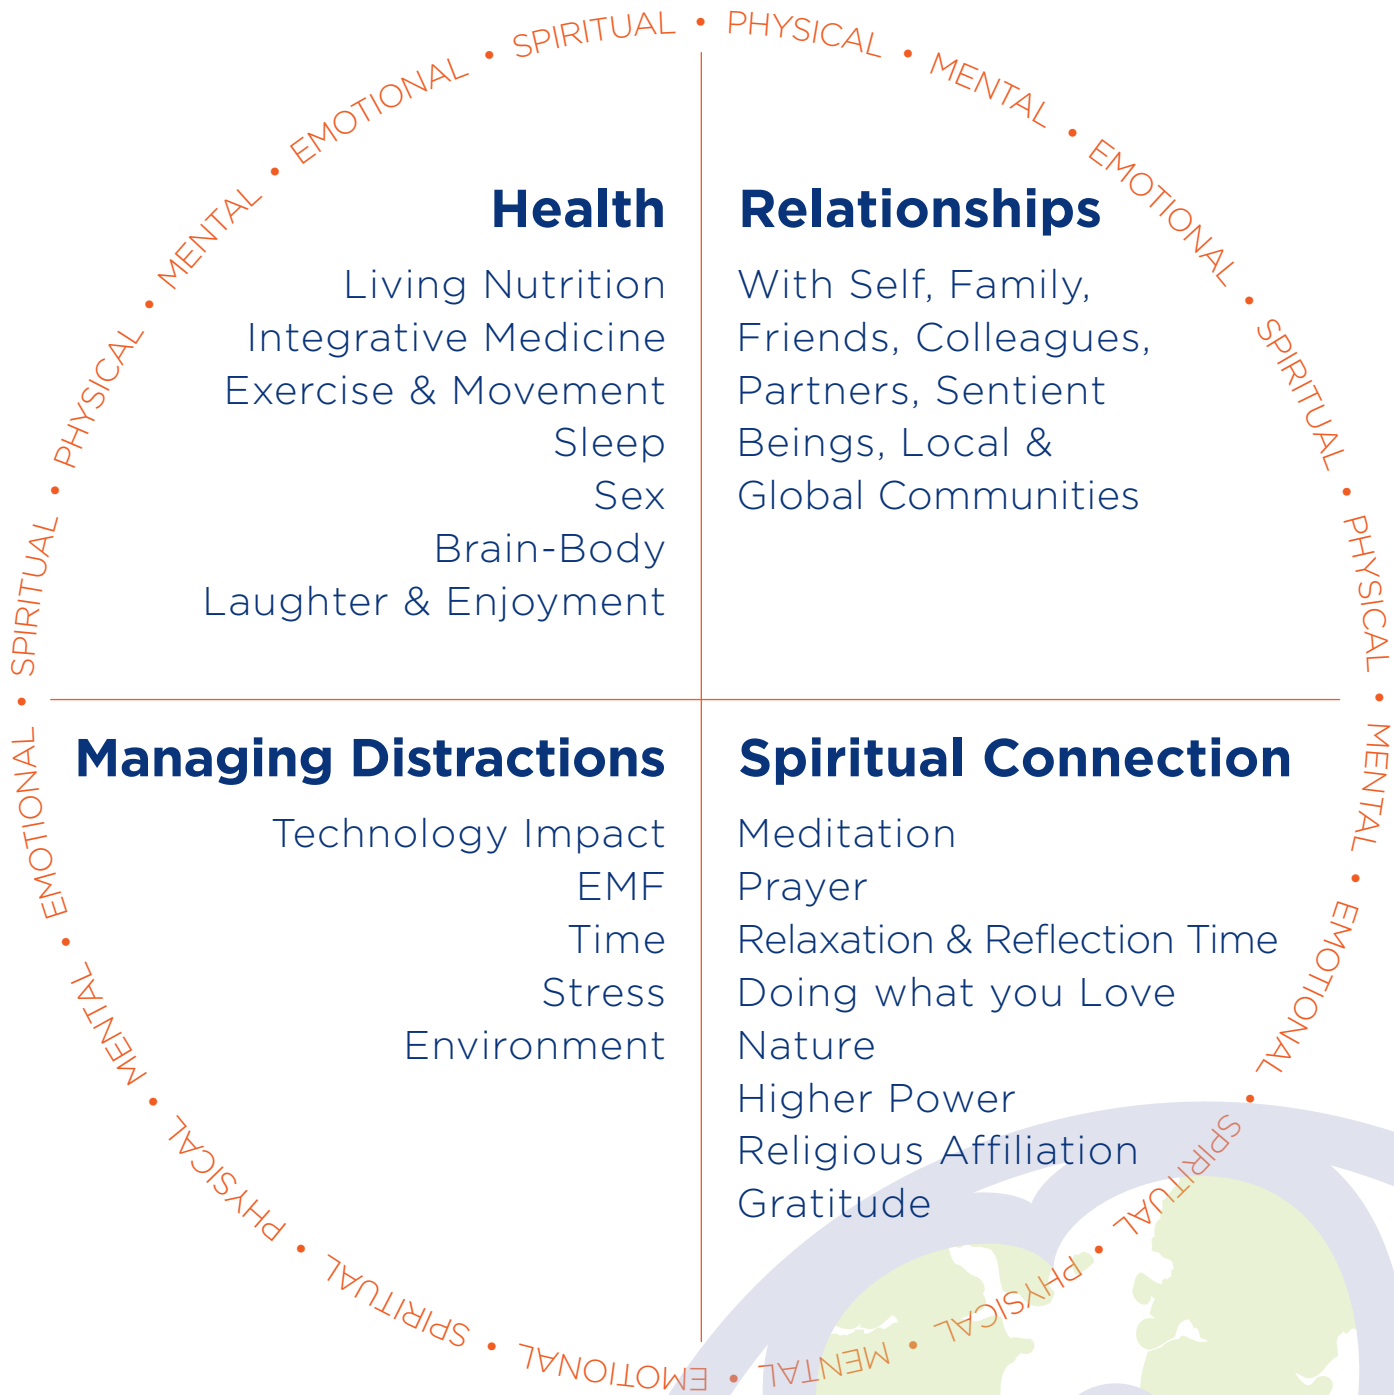 PHYSICAL • MENTAL • EMOTIONAL • SPIRITUAL • PHYSICAL • MENTAL • EMOTIONAL • SPIRITUAL • PHYSICAL • MENTAL • EMOTIONAL • SPIRITUAL • PHYSICAL • MENTAL • EMOTIONAL • SPIRITUAL • PHYSICAL • MENTAL • EMOTIONAL • SPIRITUAL •
Health
Living Nutrition
Integrative Medicine
Exercise & Movement
Sleep
Sex
Brain-Body
Laughter & Enjoyment
Relationships
With Self, Family,
Friends, Colleagues,
Partners, Sentient
Beings, Local &
Global Communities
Managing Distractions
Technology Impact
EMF
Time
Stress
Environment
Spiritual Connection
Meditation
Prayer
Relaxation & Reflection Time
Doing what you Love
Nature
Higher Power
Religious Affiliation
Gratitude